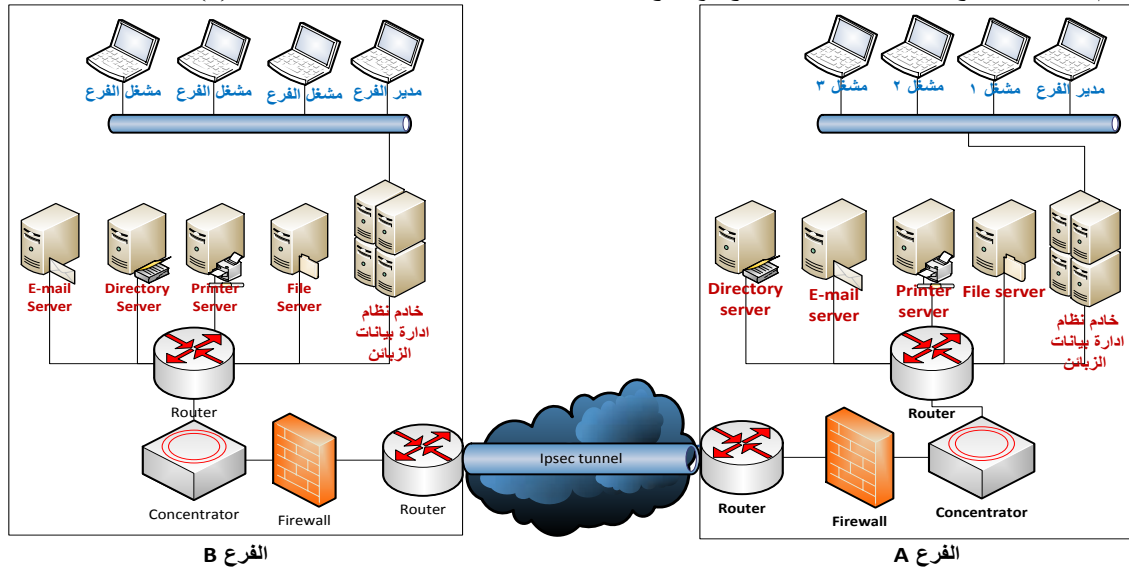 مشغل الفرع
مشغل الفرع
مشغل الفرع
مدير الفرع
E-mail
Server
Directory
Server
Printer
Server
File
Server
خادم نظام
ادارة بيانات
الزبائن
Router
Concentrator
Firewall
Router
الفرع B
Ipsec tunnel
مشغل ٣
مشغل ٢
مشغل ١
مدير الفرع
Directory
server
E-mail
server
Printer
server
File server
خادم نظام
ادارة بيانات
الزبائن
Router
Router
Firewall
Concentrator
الفرع A